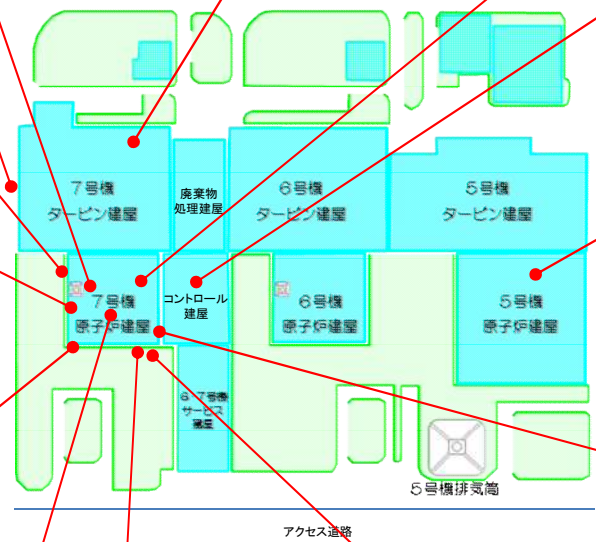 7号機
タービン建屋
廃棄物
処理建屋
6号機
タービン建屋
5号機
タービン建屋
7号機
原子炉建屋
コントロール
建屋
6号機
原子炉建屋
5号機
原子炉建屋
6, 7号機
サービス
建屋
5号機排気筒
アクセス道路